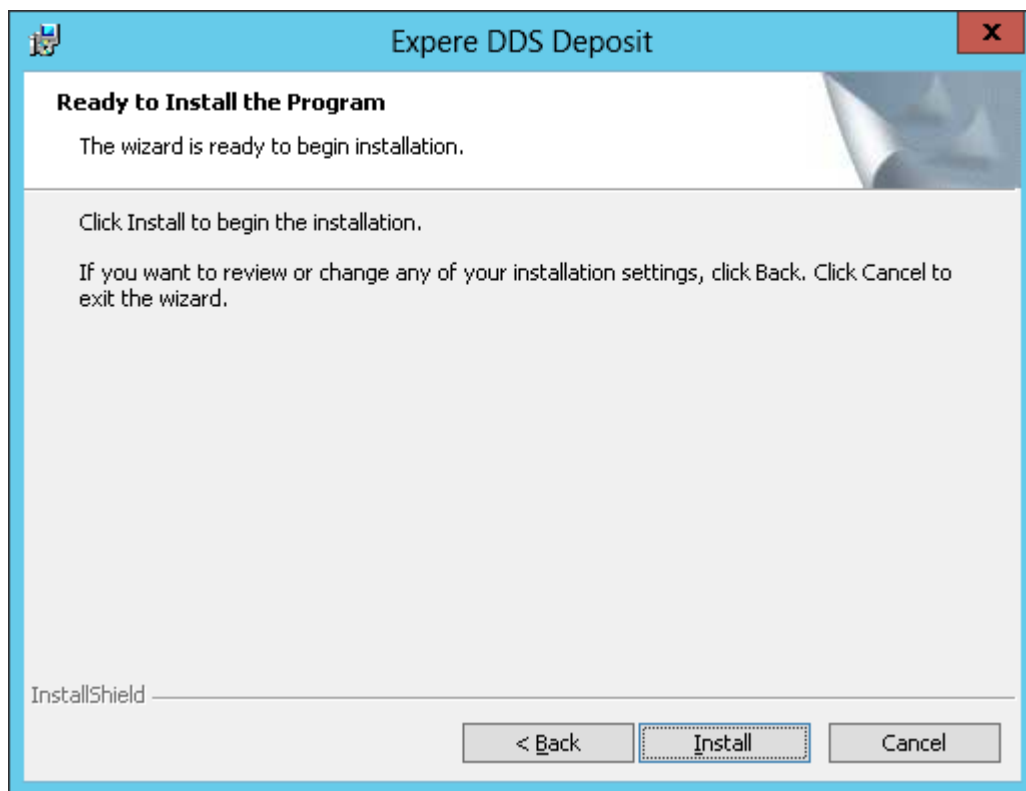 Expere DDS Deposit
x
Ready to Install the Program
The wizard is ready to begin installation.
Click Install to begin the installation.
If you want to review or change any of your installation settings, click Back. Click Cancel to
exit the wizard.
InstallShield
< Back
Install
Cancel